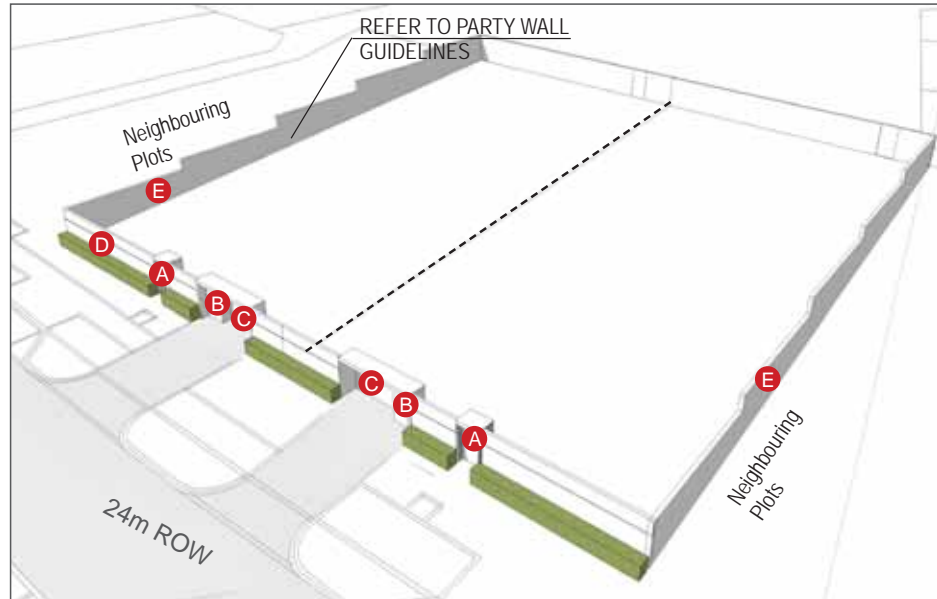 REFER TO PARTY WALL
GUIDELINES
Neighbouring
Plots
E
D
A
B
C
C
B
A
E
Neighbouring
Plots
24m ROW